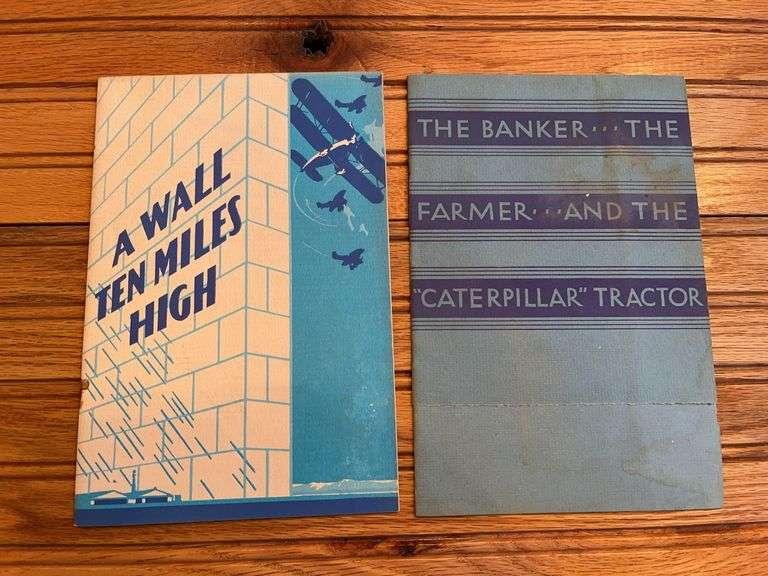 A WALL
TEN MILES
HIGH
THE BANKER ··· THE
FARMER ··· AND THE
"CATERPILLAR" TRACTOR